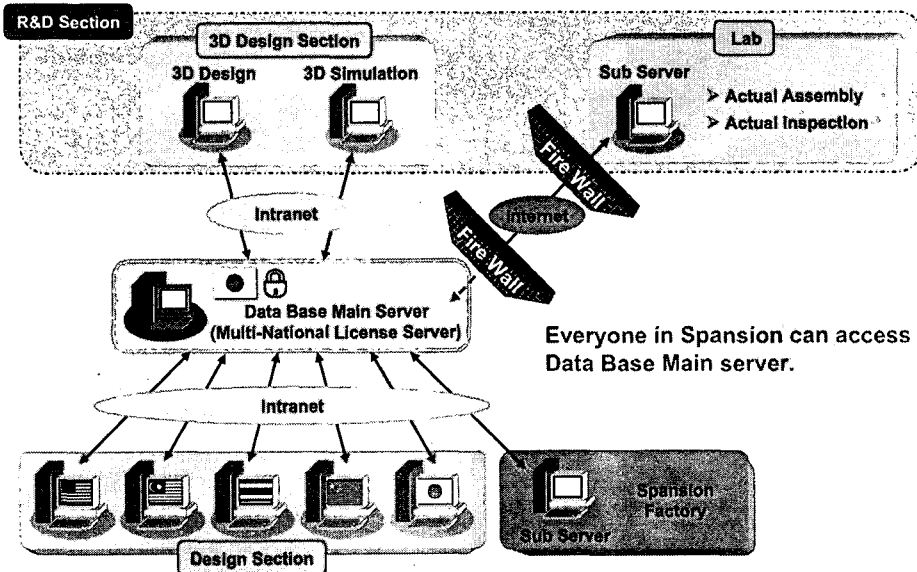 R&D Section
3D Design Section
Lab
3D Design
3D Simulation
Sub Server
➢ Actual Assembly
➢ Actual Inspection
Fire Wall
Internet
Fire Wall
Intranet
Data Base Main Server
(Multi-National License Server)
Everyone in Spansion can access
Data Base Main server.
Intranet
Sub Server
Spansion
Factory
Design Section